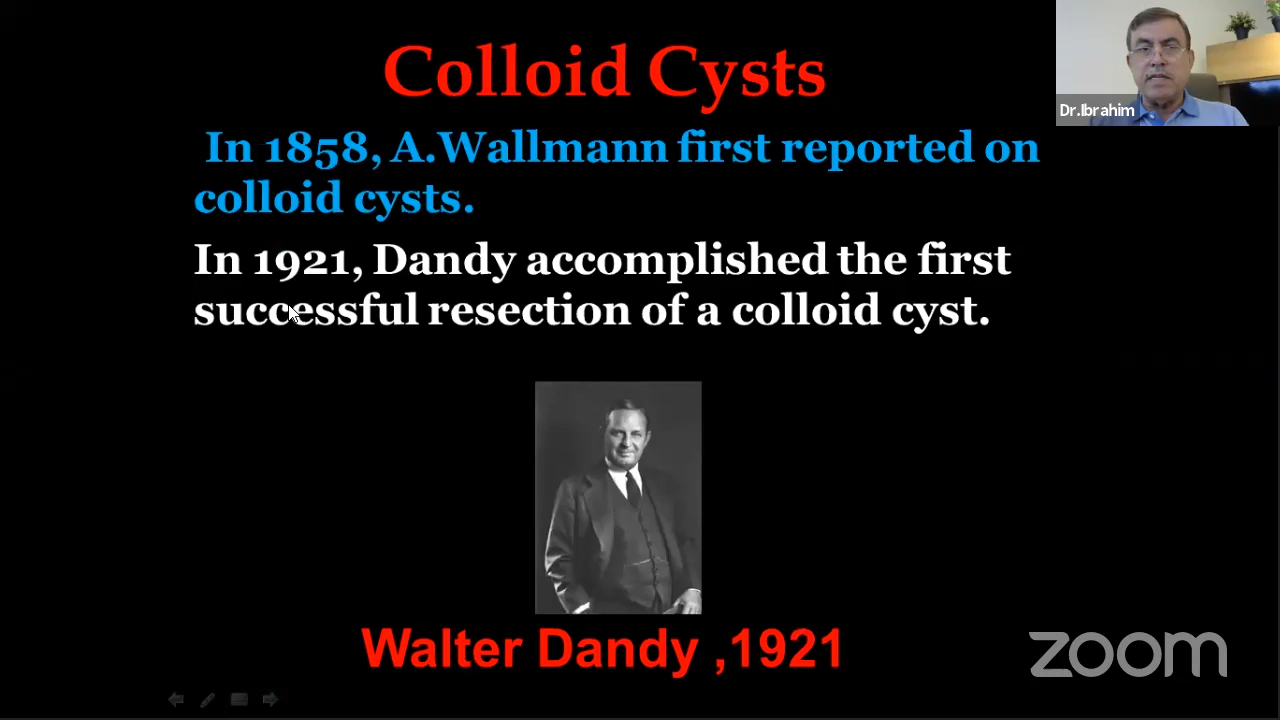 Colloid Cysts
Dr.Ibrahim
In 1858, A.Wallmann first reported on
colloid cysts.
In 1921, Dandy accomplished the first
successful resection of a colloid cyst.
Walter Dandy ,1921
zoom